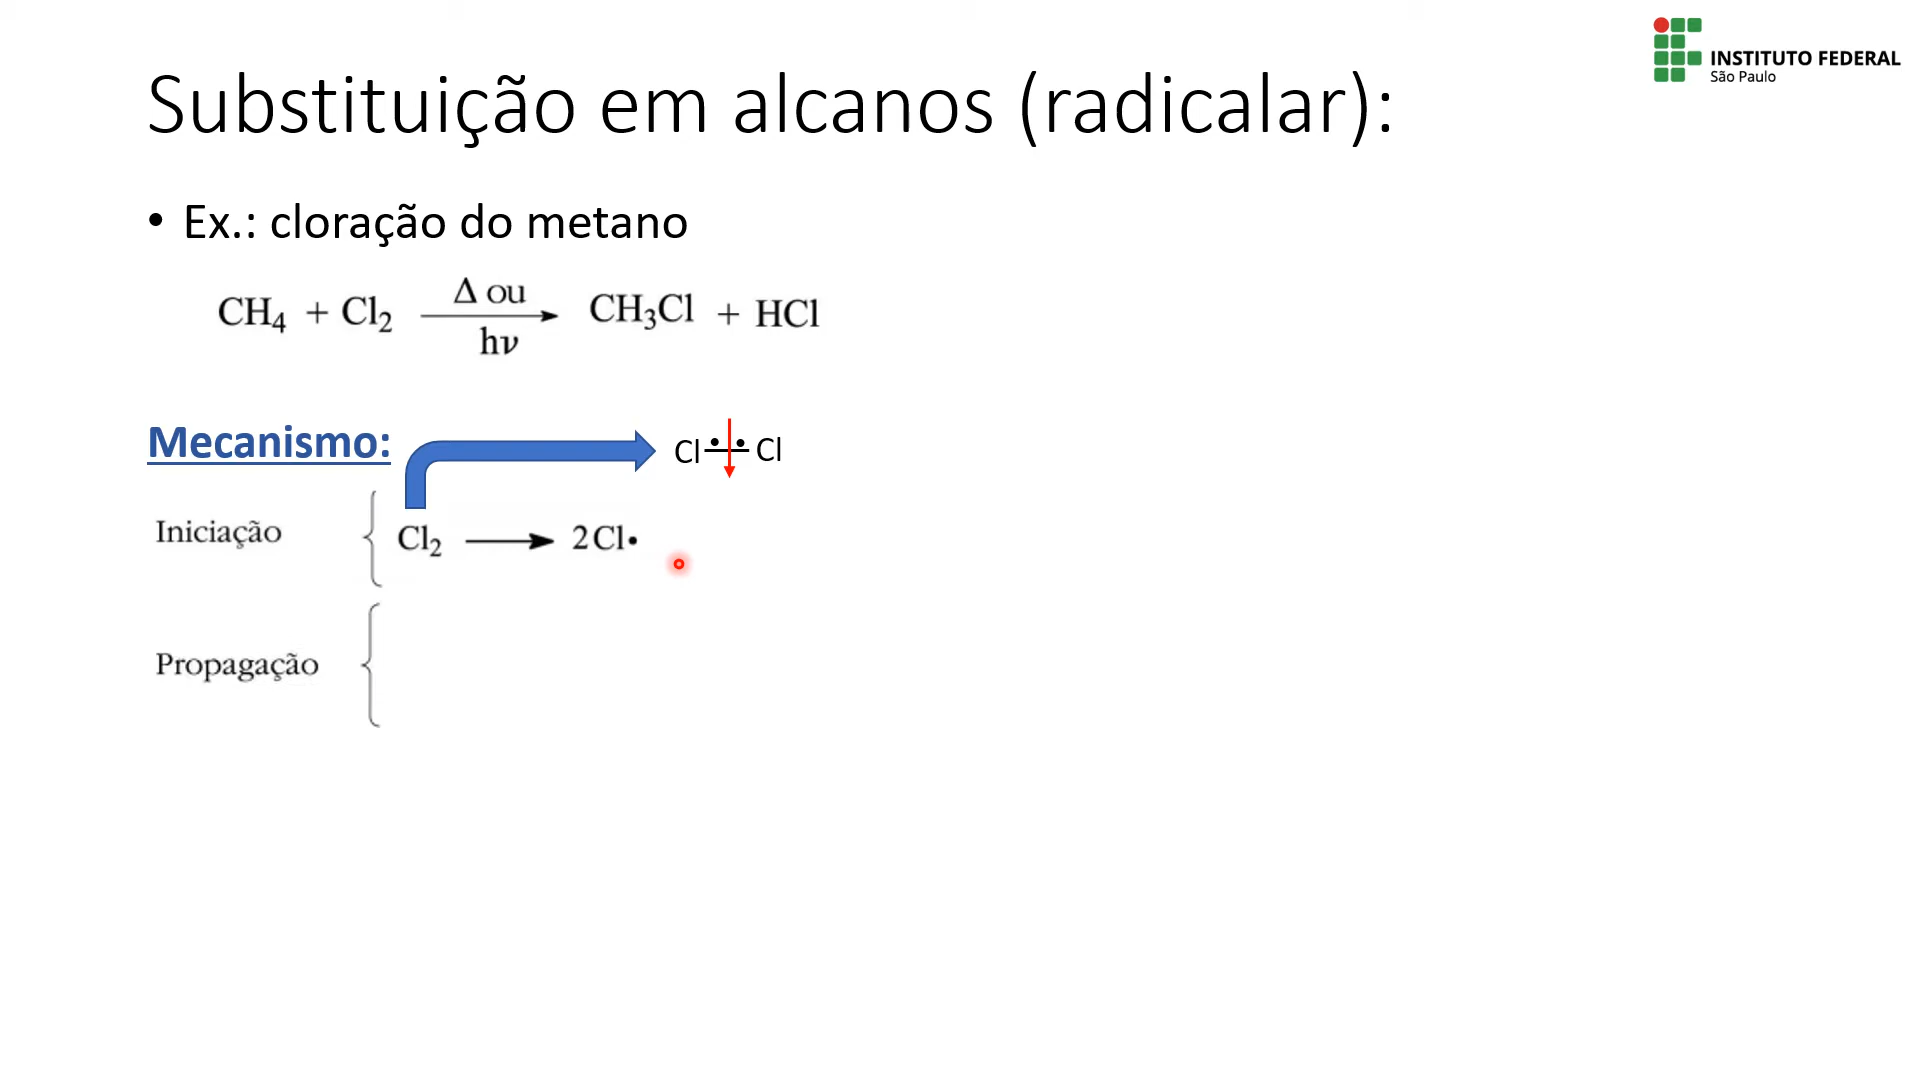 INSTITUTO FEDERAL
São Paulo
Substituição em alcanos (radicalar):
• Ex.: cloração do metano
CH₄ + Cl₂ Δ ou hν → CH₃Cl + HCl
Mecanismo:
Cl Cl
Iniciação { Cl₂ → 2Cl•
Propagação {